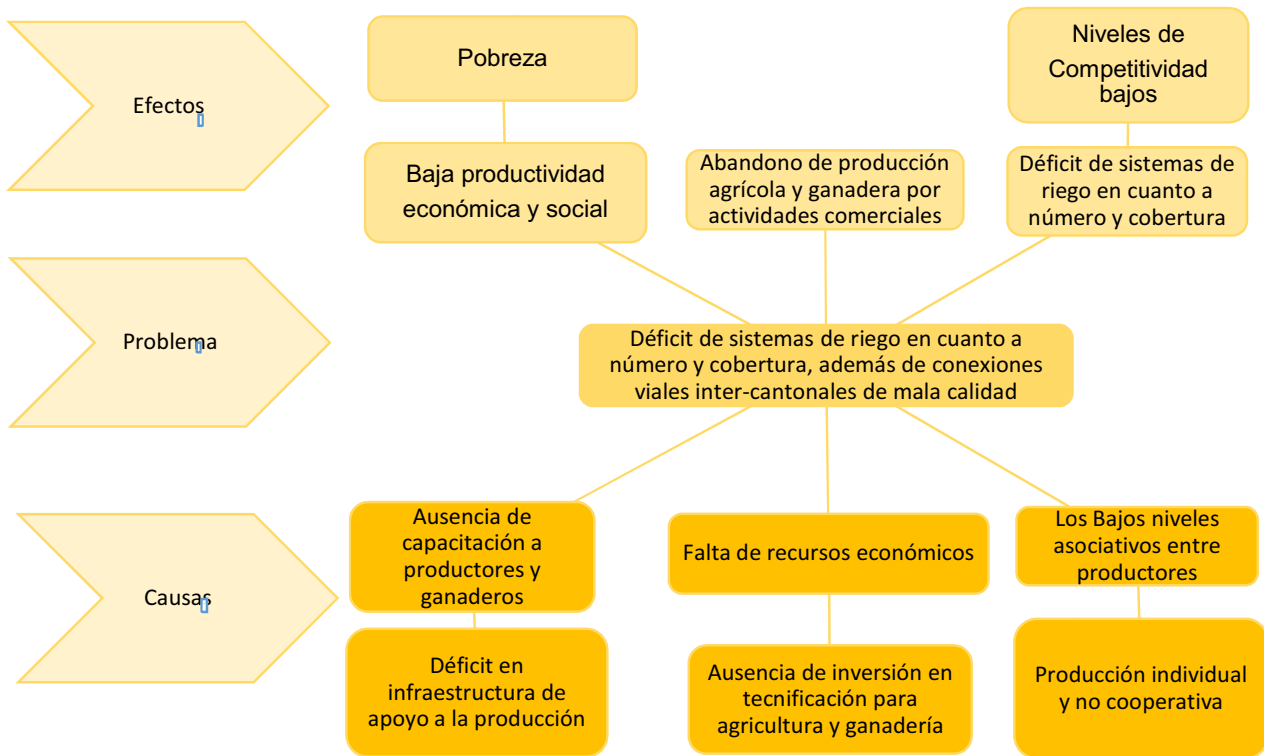 Efectos
Pobreza
Niveles de
Competitividad
bajos
Baja productividad
económica y social
Abandono de producción
agrícola y ganadera por
actividades comerciales
Déficit de sistemas de
riego en cuanto a
número y cobertura
Problema
Déficit de sistemas de riego en cuanto a
número y cobertura, además de conexiones
viales inter-cantonales de mala calidad
Causas
Ausencia de
capacitación a
productores y
ganaderos
Falta de recursos económicos
Los Bajos niveles
asociativos entre
productores
Déficit en
infraestructura de
apoyo a la producción
Ausencia de inversión en
tecnificación para
agricultura y ganadería
Producción individual
y no cooperativa